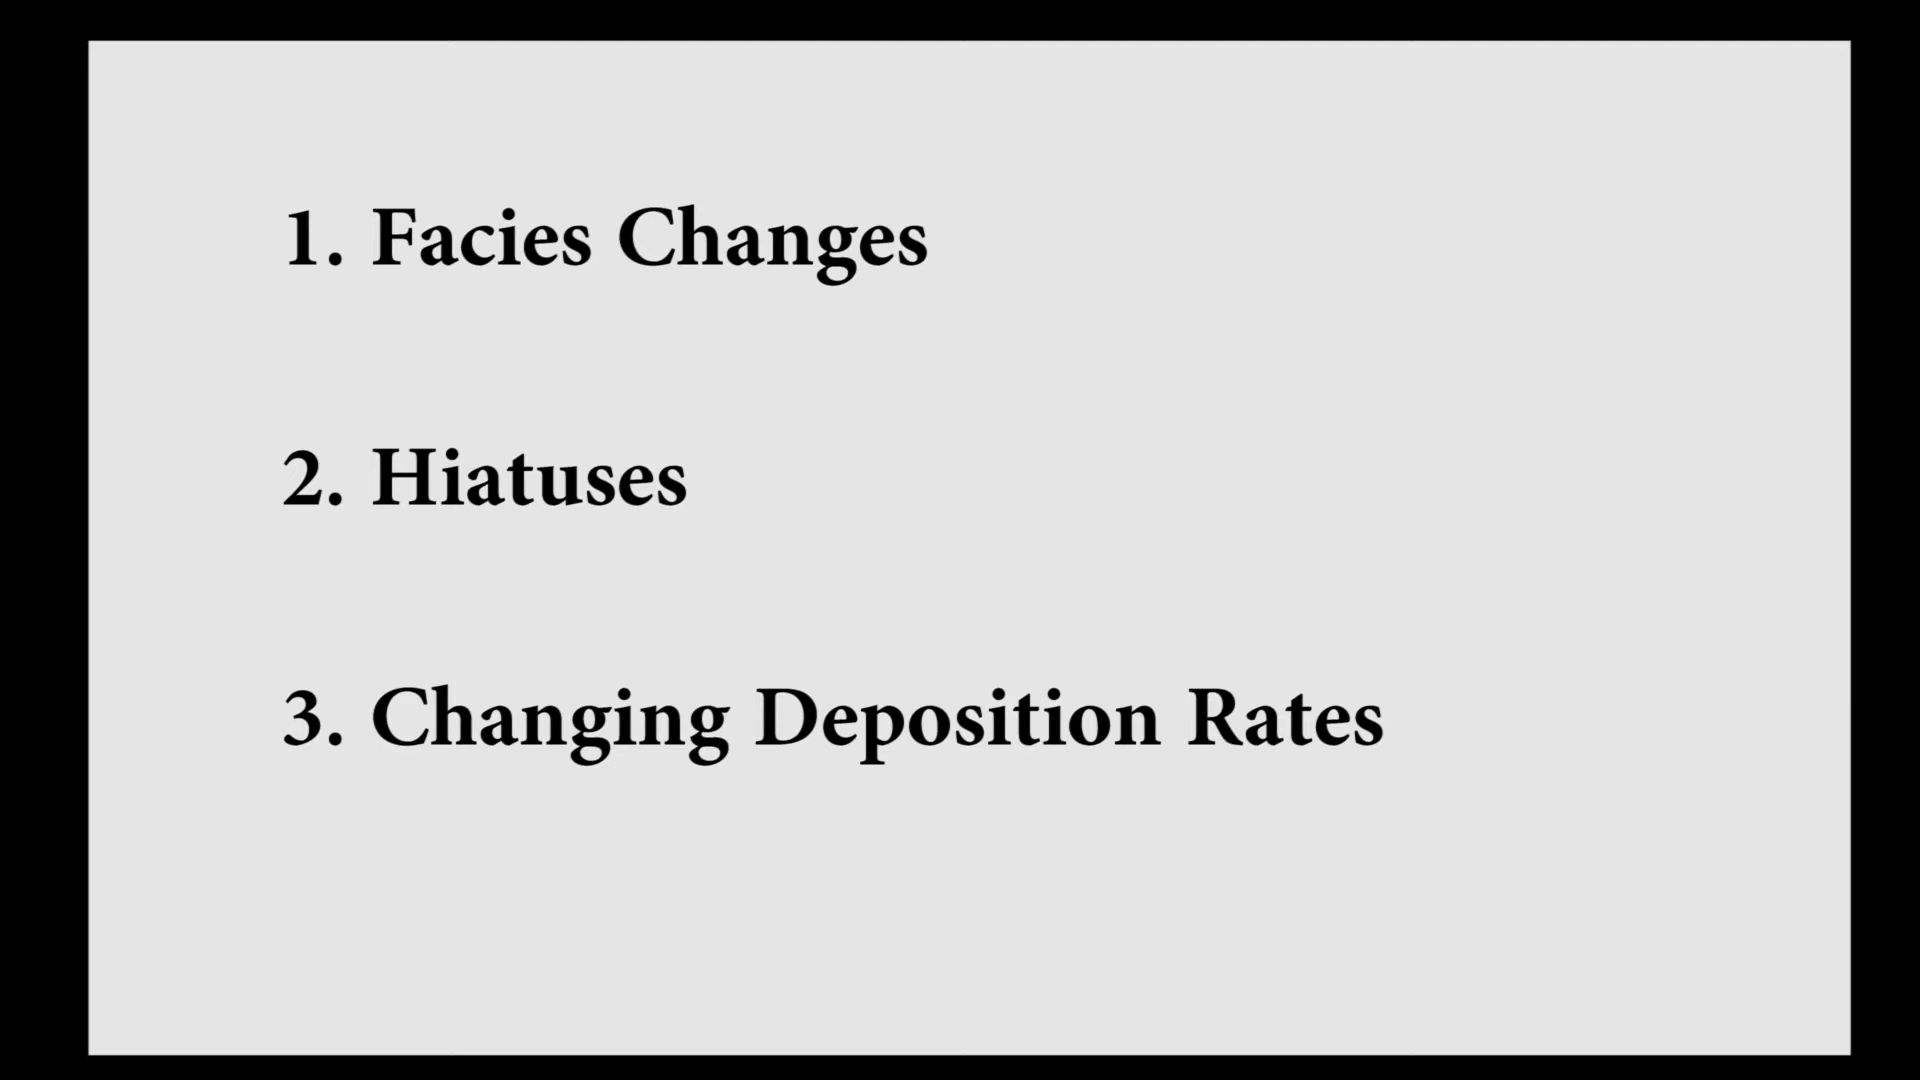 1. Facies Changes
2. Hiatuses
3. Changing Deposition Rates